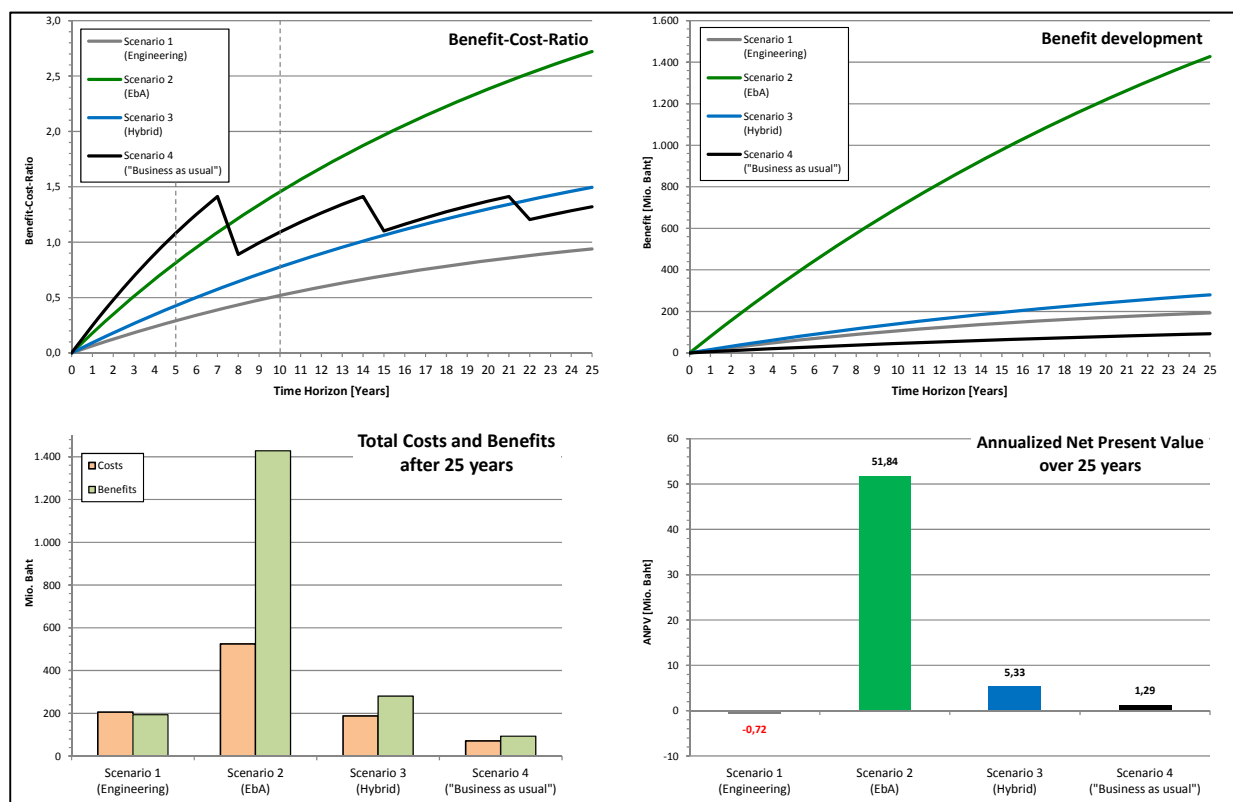 Benefit-Cost-Ratio
Scenario 1
(Engineering)
Scenario 2
(EbA)
Scenario 3
(Hybrid)
Scenario 4
("Business as usual")
3,0
2,5
2,0
1,5
1,0
0,5
0,0
Benefit-Cost-Ratio
0 1 2 3 4 5 6 7 8 9 10 11 12 13 14 15 16 17 18 19 20 21 22 23 24 25
Time Horizon [Years]
Benefit development
Scenario 1
(Engineering)
Scenario 2
(EbA)
Scenario 3
(Hybrid)
Scenario 4
("Business as usual")
1.600
1.400
1.200
1.000
800
600
400
200
0
Benefit [Mio. Baht]
0 1 2 3 4 5 6 7 8 9 10 11 12 13 14 15 16 17 18 19 20 21 22 23 24 25
Time Horizon [Years]
Total Costs and Benefits
after 25 years
Costs
Benefits
1.400
1.200
1.000
800
600
400
200
0
Mio. Baht
Scenario 1
(Engineering)
Scenario 2
(EbA)
Scenario 3
(Hybrid)
Scenario 4
("Business as usual")
Annualized Net Present Value
over 25 years
60
50
40
30
20
10
0
-10
ANPV [Mio. Baht]
-0,72
51,84
5,33
1,29
Scenario 1
(Engineering)
Scenario 2
(EbA)
Scenario 3
(Hybrid)
Scenario 4
("Business as usual")